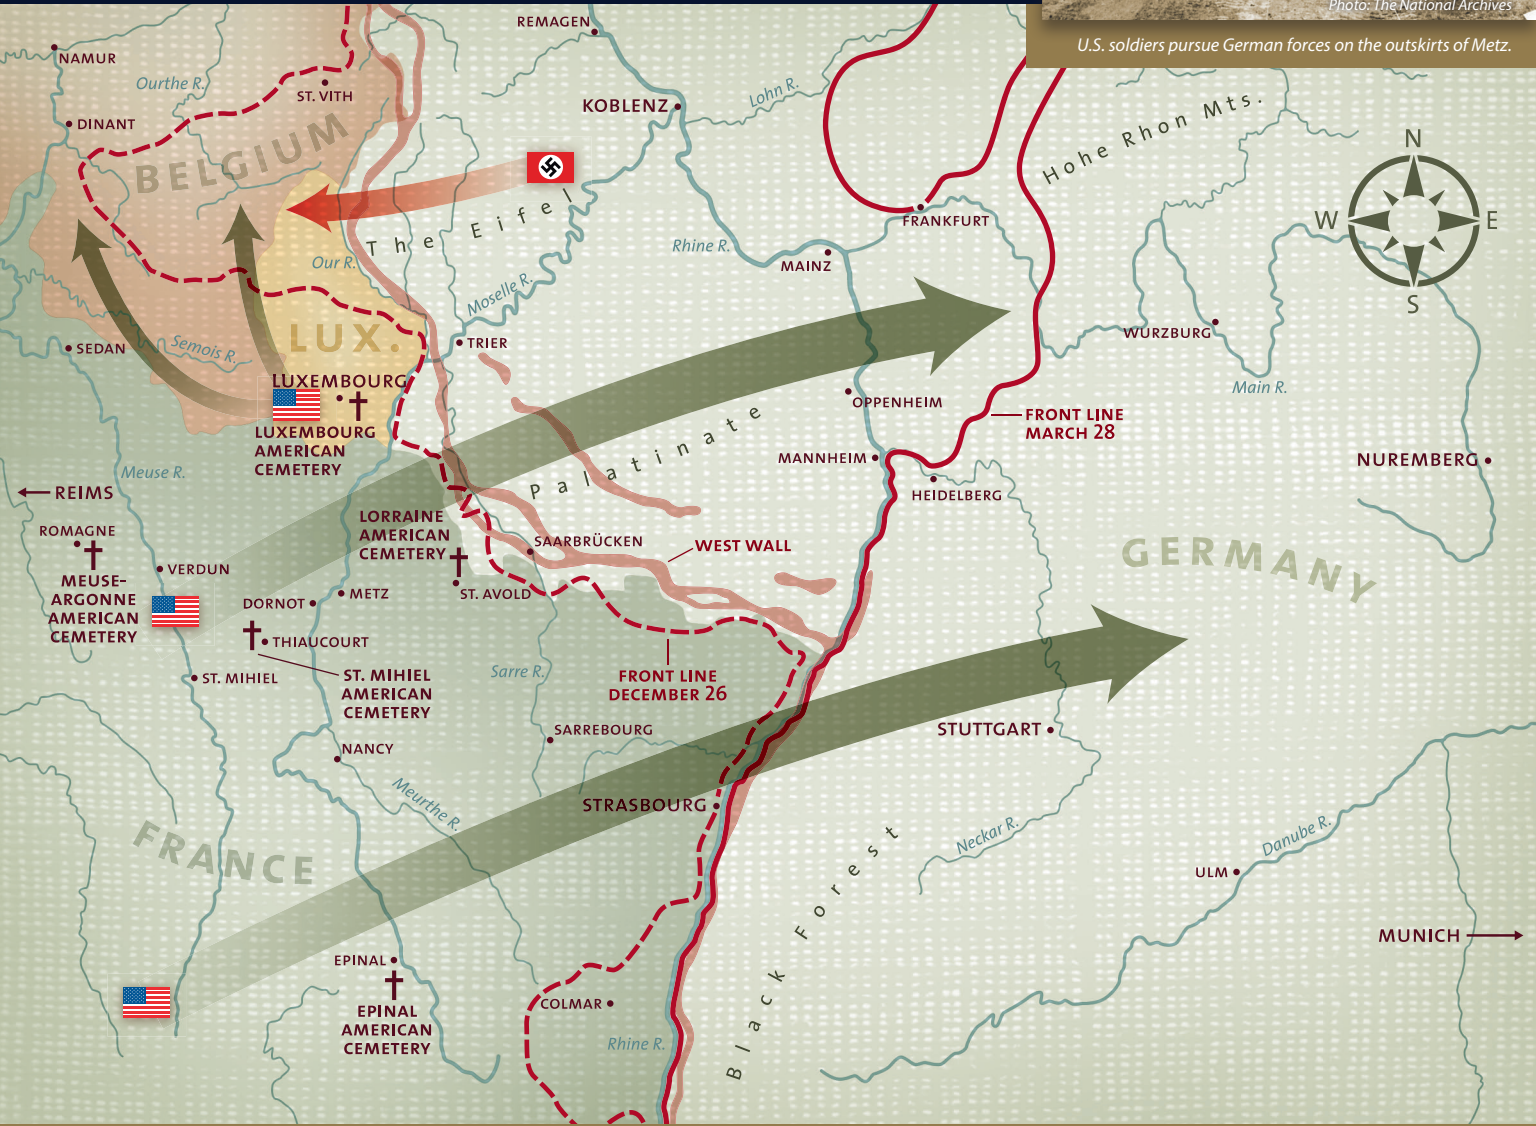 Photo: The National Archives
U.S. soldiers pursue German forces on the outskirts of Metz.
REMAGEN
NAMUR
Ourthe R.
ST. VITH
KOBLENZ
Lohn R.
Hohe Rhon Mts.
DINANT
BELGIUM
N
W
E
S
The Eifel
FRANKFURT
Rhine R.
MAINZ
Our R.
Moselle R.
LUX.
TRIER
WURZBURG
SEDAN
Semois R.
LUXEMBOURG
Main R.
OPPENHEIM
Palatinate
FRONT LINE
MARCH 28
LUXEMBOURG
AMERICAN
CEMETERY
MANNHEIM
NUREMBERG
Meuse R.
REIMS
HEIDELBERG
LORRAINE
AMERICAN
CEMETERY
ROMAGNE
SAARBRÜCKEN
WEST WALL
GERMANY
MEUSE-
ARGONNE
AMERICAN
CEMETERY
VERDUN
METZ
ST. AVOLD
DORNOT
THIAUCOURT
ST. MIHIEL
ST. MIHIEL
AMERICAN
CEMETERY
Sarre R.
FRONT LINE
DECEMBER 26
SARREBOURG
STUTTGART
NANCY
Meurthe R.
STRASBOURG
FRANCE
Neckar R.
Danube R.
ULM
Black Forest
MUNICH
EPINAL
EPINAL
AMERICAN
CEMETERY
COLMAR
Rhine R.